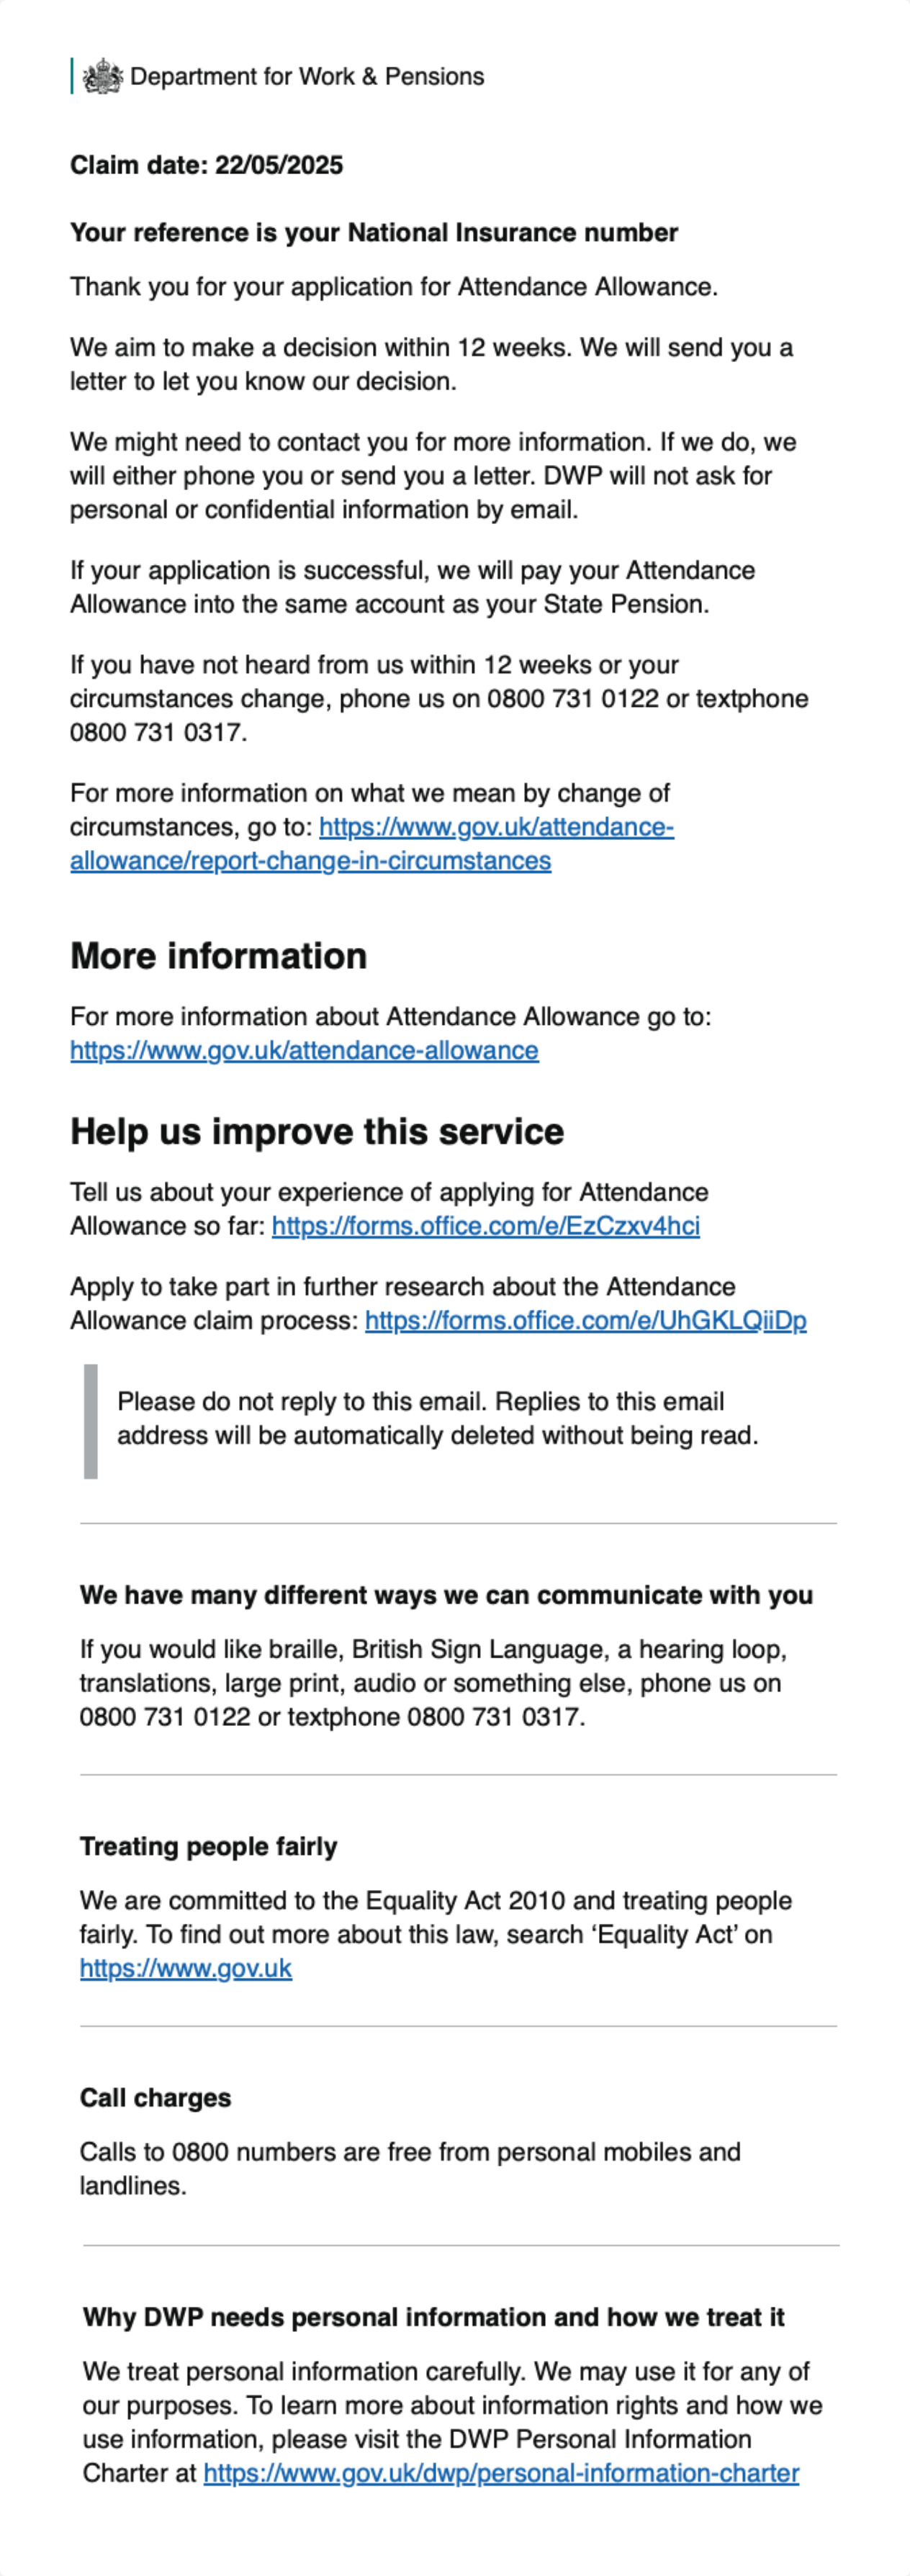 Department for Work & Pensions
Claim date: 22/05/2025
Your reference is your National Insurance number
Thank you for your application for Attendance Allowance.
We aim to make a decision within 12 weeks. We will send you a
letter to let you know our decision.
We might need to contact you for more information. If we do, we
will either phone you or send you a letter. DWP will not ask for
personal or confidential information by email.
If your application is successful, we will pay your Attendance
Allowance into the same account as your State Pension.
If you have not heard from us within 12 weeks or your
circumstances change, phone us on 0800 731 0122 or textphone
0800 731 0317.
For more information on what we mean by change of
circumstances, go to: https://www.gov.uk/attendance-
allowance/report-change-in-circumstances
More information
For more information about Attendance Allowance go to:
https://www.gov.uk/attendance-allowance
Help us improve this service
Tell us about your experience of applying for Attendance
Allowance so far: https://forms.office.com/e/EzCzxv4hci
Apply to take part in further research about the Attendance
Allowance claim process: https://forms.office.com/e/UhGKLQiiDp
Please do not reply to this email. Replies to this email
address will be automatically deleted without being read.
We have many different ways we can communicate with you
If you would like braille, British Sign Language, a hearing loop,
translations, large print, audio or something else, phone us on
0800 731 0122 or textphone 0800 731 0317.
Treating people fairly
We are committed to the Equality Act 2010 and treating people
fairly. To find out more about this law, search ‘Equality Act’ on
https://www.gov.uk
Call charges
Calls to 0800 numbers are free from personal mobiles and
landlines.
Why DWP needs personal information and how we treat it
We treat personal information carefully. We may use it for any of
our purposes. To learn more about information rights and how we
use information, please visit the DWP Personal Information
Charter at https://www.gov.uk/dwp/personal-information-charter